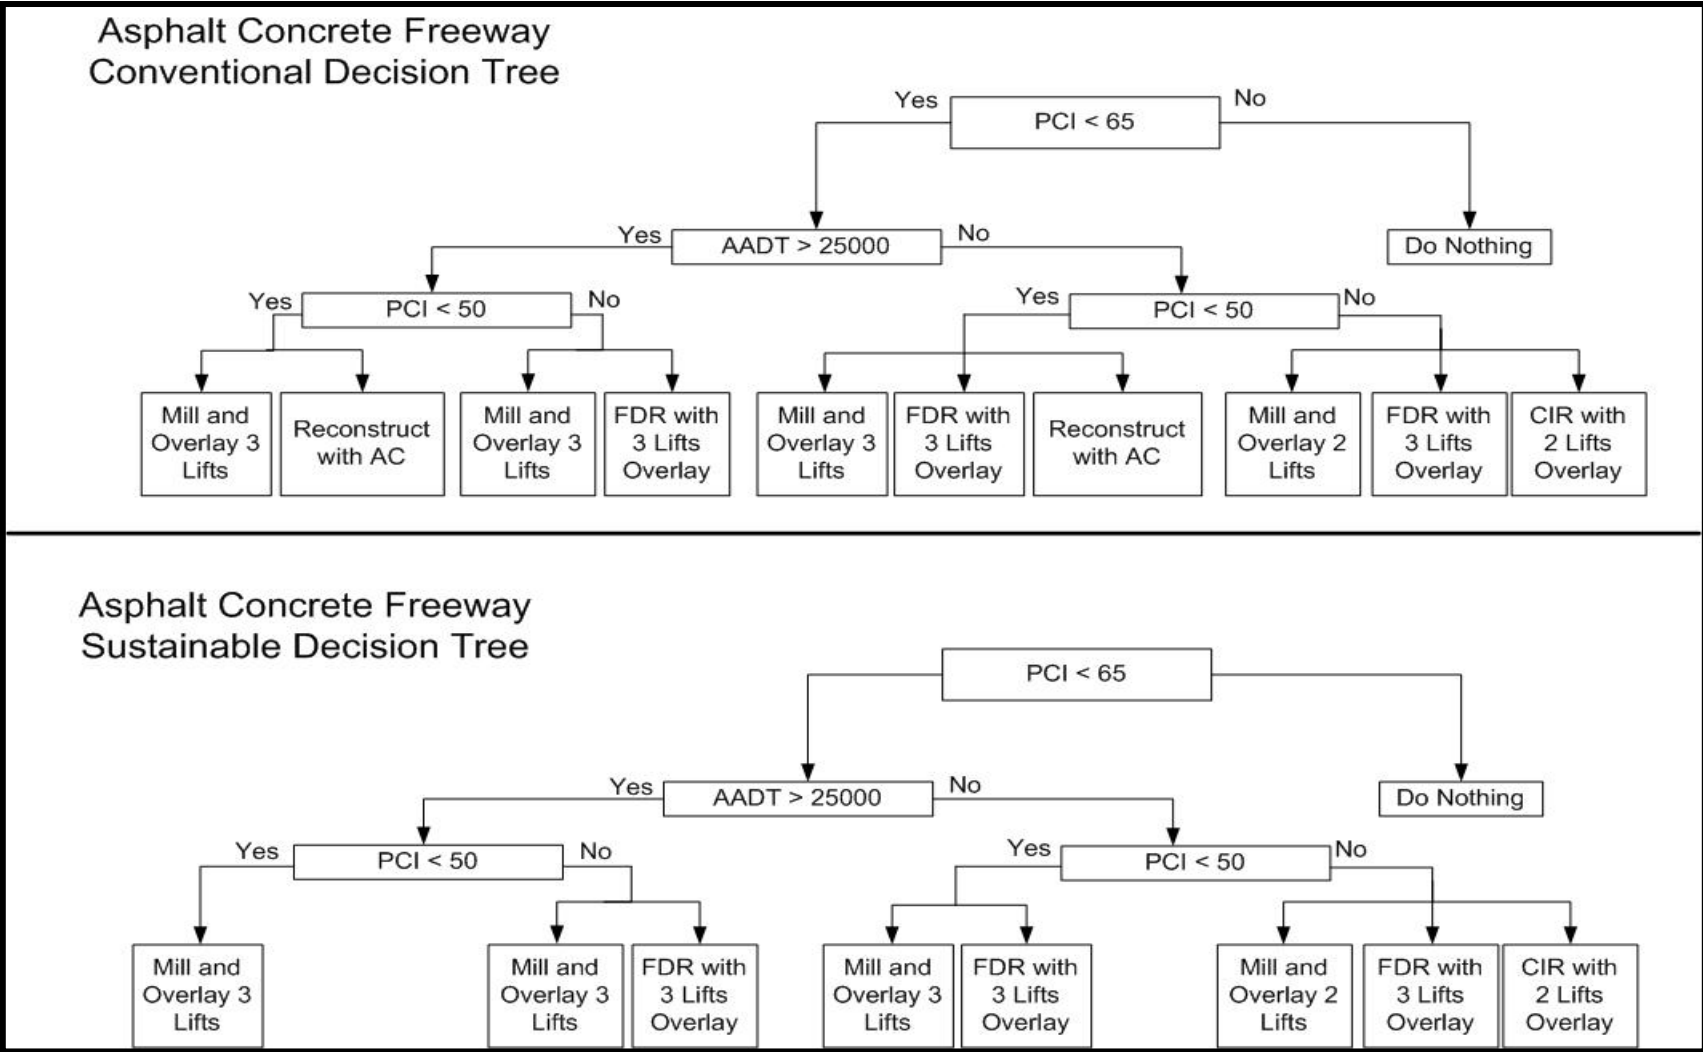 Asphalt Concrete Freeway
Conventional Decision Tree
Yes
PCI < 65
No
Yes
AADT > 25000
No
Do Nothing
Yes
PCI < 50
No
Yes
PCI < 50
No
Mill and
Overlay 3
Lifts
Reconstruct
with AC
Mill and
Overlay 3
Lifts
FDR with
3 Lifts
Overlay
Mill and
Overlay 3
Lifts
FDR with
3 Lifts
Overlay
Reconstruct
with AC
Mill and
Overlay 2
Lifts
FDR with
3 Lifts
Overlay
CIR with
2 Lifts
Overlay
Asphalt Concrete Freeway
Sustainable Decision Tree
PCI < 65
Yes
AADT > 25000
No
Do Nothing
Yes
PCI < 50
No
Yes
PCI < 50
No
Mill and
Overlay 3
Lifts
Mill and
Overlay 3
Lifts
FDR with
3 Lifts
Overlay
Mill and
Overlay 3
Lifts
FDR with
3 Lifts
Overlay
Mill and
Overlay 2
Lifts
FDR with
3 Lifts
Overlay
CIR with
2 Lifts
Overlay